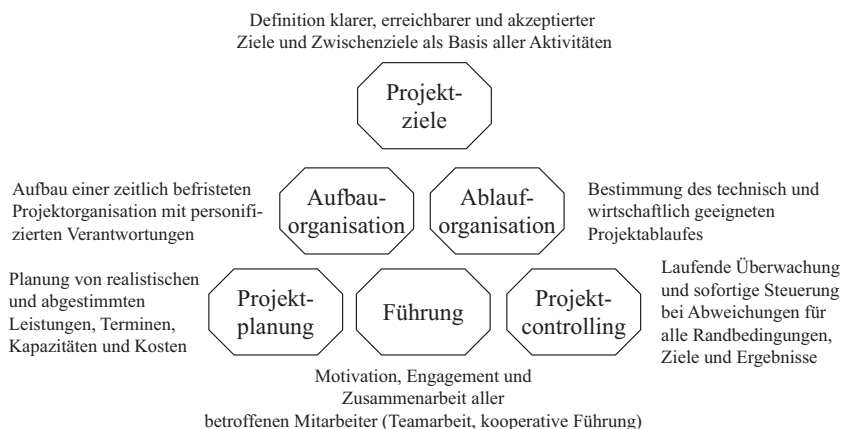 Definition klarer, erreichbarer und akzeptierter
Ziele und Zwischenziele als Basis aller Aktivitäten
Projekt-
ziele
Aufbau einer zeitlich befristeten
Projektorganisation mit personifi-
zierten Verantwortungen
Aufbau-
organisation
Ablauf-
organisation
Bestimmung des technisch und
wirtschaftlich geeigneten
Projektablaufes
Planung von realistischen
und abgestimmten
Leistungen, Terminen,
Kapazitäten und Kosten
Projekt-
planung
Führung
Projekt-
controlling
Laufende Überwachung
und sofortige Steuerung
bei Abweichungen für
alle Randbedingungen,
Ziele und Ergebnisse
Motivation, Engagement und
Zusammenarbeit aller
betroffenen Mitarbeiter (Teamarbeit, kooperative Führung)